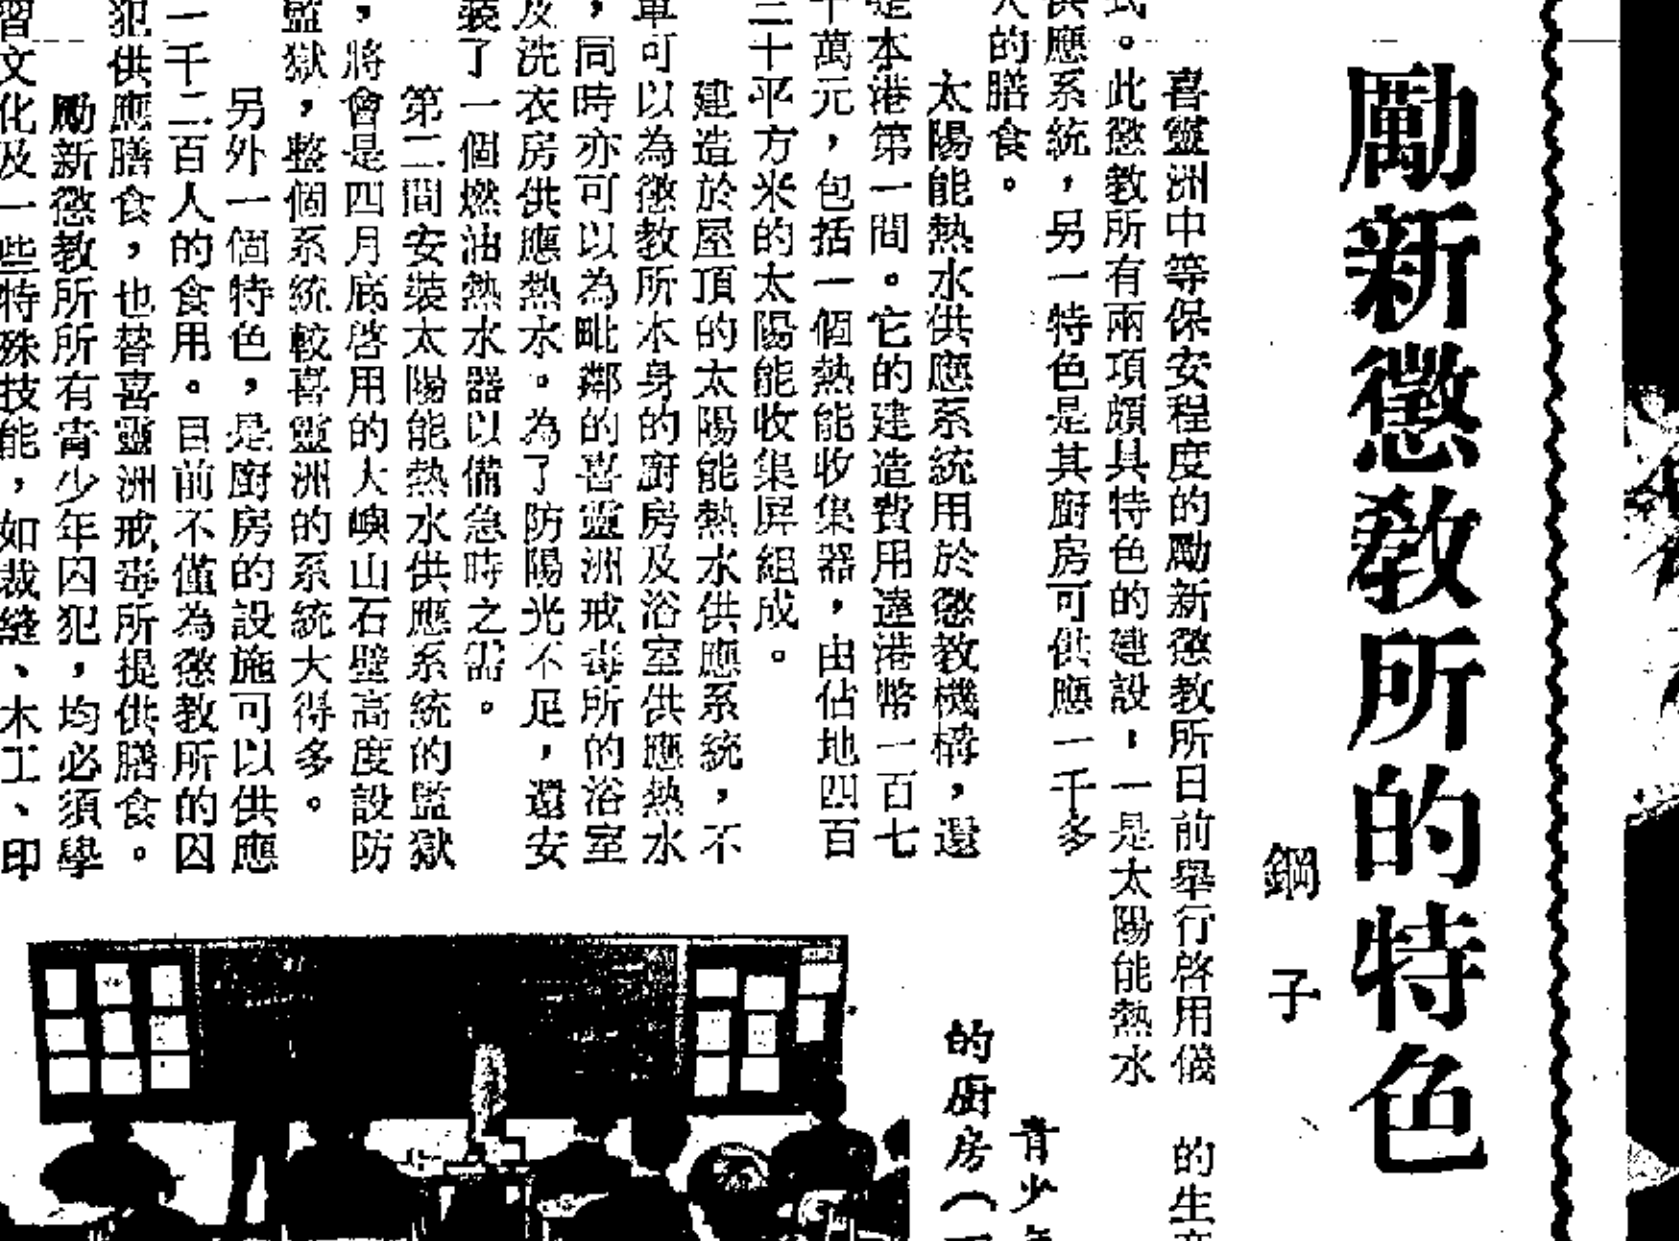 勵新懲教所的特色
鋼子
喜靈洲中等保安程度的勵新懲教所日前舉行啓用儀
式。此懲教所有兩項頗具特色的建設，一是太陽能熱水
供應系統，另一特色是其廚房可供應一千多
人的膳食。
太陽能熱水供應系統用於懲教機構，還
是本港第一間。它的建造費用達港幣一百七
十萬元，包括一個熱能收集器，由佔地四百
三十平方米的太陽能收集屏組成。
建造於屋頂的太陽能熱水供應系統，不
單可以為懲教所本身的廚房及浴室供應熱水
，同時亦可以為毗鄰的喜靈洲戒毒所的浴室
及洗衣房供應熱水。為了防陽光不足，還安
裝了一個燃油熱水器以備急時之需。
第二間安裝太陽能熱水供應系統的監獄
，將會是四月底啓用的大嶼山石壁高度設防
監獄，整個系統較喜靈洲的系統大得多。
另外一個特色，是廚房的設施可以供應
一千二百人的食用。目前不僅為懲教所的囚
犯供應膳食，也替喜靈洲戒毒所提供膳食。
勵新懲教所所有青少年囚犯，均必須學
習文化及一些特殊技能，如裁縫、木工、印
的生產
青少年
的廚房（